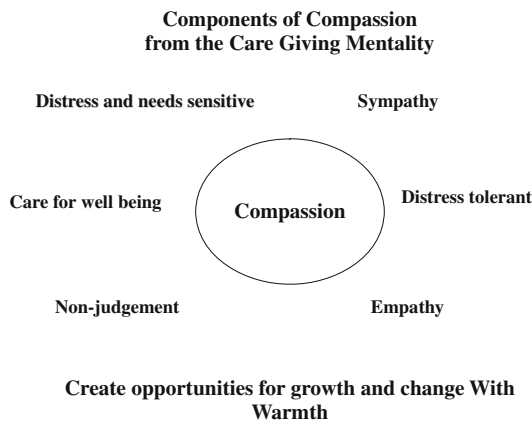 Components of Compassion
from the Care Giving Mentality
Distress and needs sensitive
Sympathy
Care for well being
Compassion
Distress tolerant
Non-judgement
Empathy
Create opportunities for growth and change With
Warmth